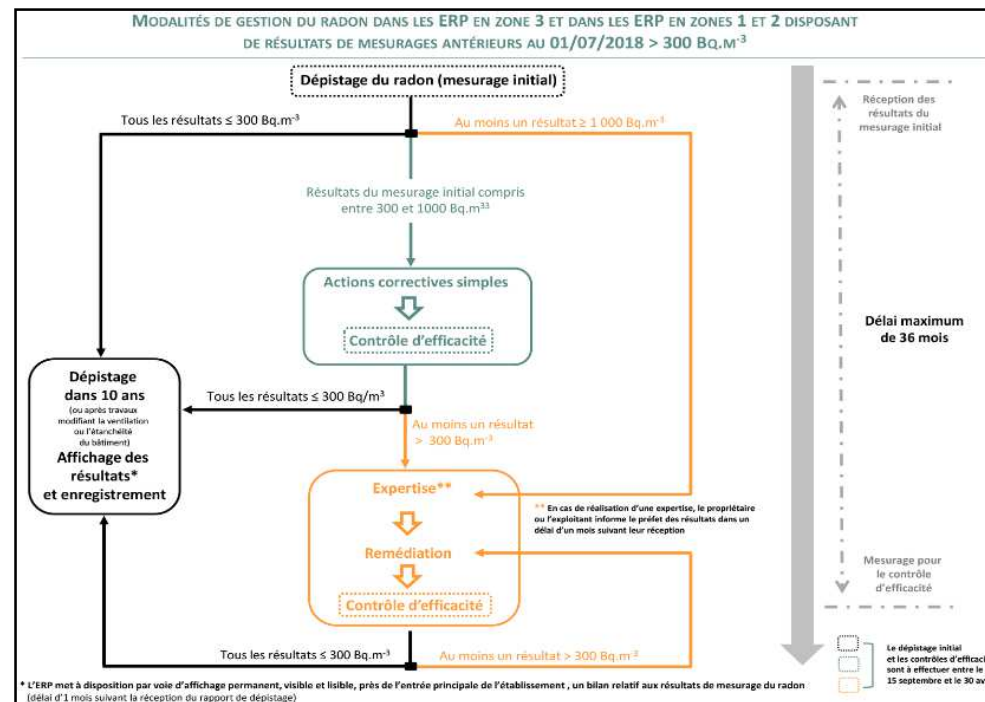 MODALITÉS DE GESTION DU RADON DANS LES ERP EN ZONE 3 ET DANS LES ERP EN ZONES 1 ET 2 DISPOSANT
DE RÉSULTATS DE MESURAGES ANTÉRIEURS AU 01/07/2018 > 300 BQ.M-3
Dépistage du radon (mesurage initial)
Tous les résultats ≤ 300 Bq.m-3
Au moins un résultat ≥ 1 000 Bq.m-3
Réception des
résultats du
mesurage initial
Résultats du mesurage initial compris
entre 300 et 1000 Bq.m33
Actions correctives simples
Contrôle d'efficacité
Délai maximum
de 36 mois
Dépistage
dans 10 ans
(ou après travaux
modifiant la ventilation
ou l'étanchéité
du bâtiment)
Affichage des
résultats*
et enregistrement
Tous les résultats ≤ 300 Bq/m3
Au moins un résultat
> 300 Bq.m-3
Expertise**
** En cas de réalisation d'une expertise, le propriétaire
ou l'exploitant informe le préfet des résultats dans un
délai d'un mois suivant leur réception
Remédiation
Contrôle d'efficacité
Mesurage pour
le contrôle
d'efficacité
Tous les résultats ≤ 300 Bq.m-3
Au moins un résultat > 300 Bq.m-3
Le dépistage initial
et les contrôles d'efficac
sont à effectuer entre le
15 septembre et le 30 av
* L'ERP met à disposition par voie d'affichage permanent, visible et lisible, près de l'entrée principale de l'établissement , un bilan relatif aux résultats de mesurage du radon
(délai d'1 mois suivant la réception du rapport de dépistage)